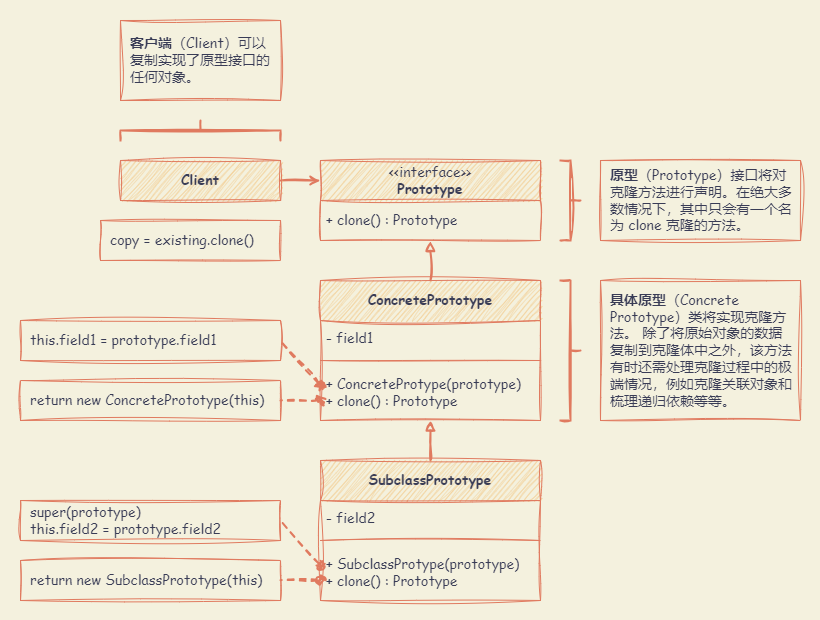 客户端（Client）可以
复制实现了原型接口的
任何对象。
Client
<<interface>>
Prototype
+ clone() : Prototype
copy = existing.clone()
原型（Prototype）接口将对
克隆方法进行声明。在绝大多
数情况下，其中只会有一个名
为 clone 克隆的方法。
ConcretePrototype
- field1
+ ConcretePrototype(prototype)
+ clone() : Prototype
this.field1 = prototype.field1
return new ConcretePrototype(this)
具体原型（Concrete
Prototype）类将实现克隆方
法。 除了将原始对象的数据
复制到克隆体中之外，该方法
有时还需处理克隆过程中的极
端情况，例如克隆关联对象和
梳理递归依赖等等。
SubclassPrototype
- field2
+ SubclassProtype(prototype)
+ clone() : Prototype
super(prototype)
this.field2 = prototype.field2
return new SubclassPrototype(this)